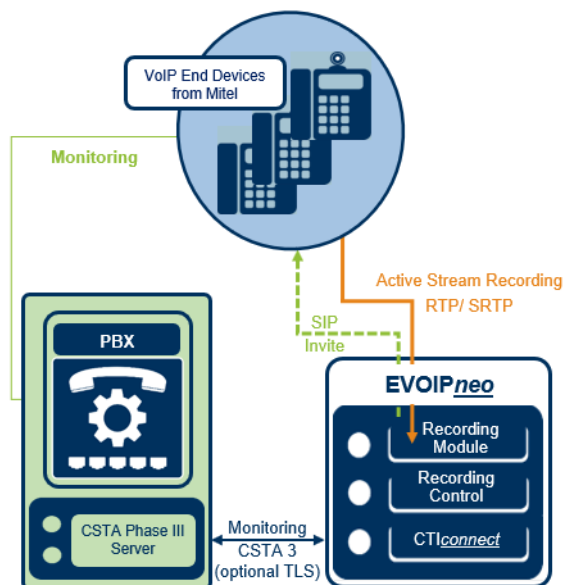 VoIP End Devices
from Mitel
Monitoring
Active Stream Recording
RTP/ SRTP
SIP
Invite
PBX
EVOIPneo
Recording
Module
Recording
Control
CTIconnect
CSTA Phase III
Server
Monitoring
CSTA 3
(optional TLS)